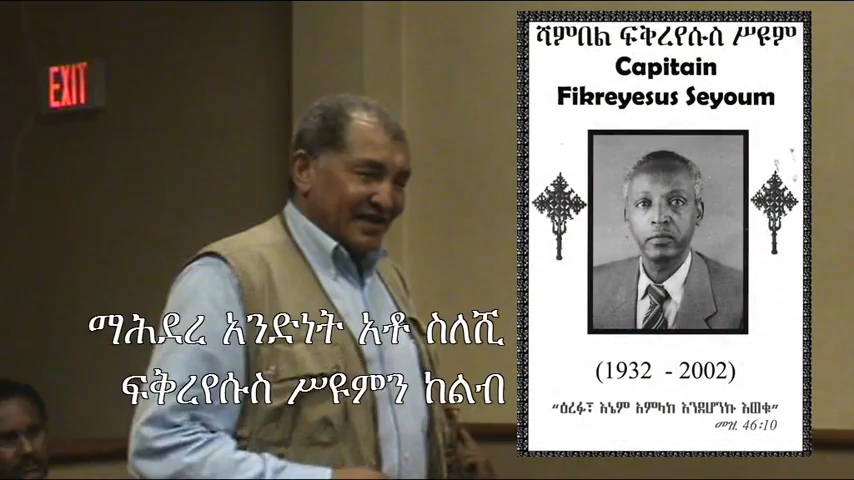 EXIT
ሻምበል ፍቅረየሱስ ሥዩም
Capitain
Fikreyesus Seyoum
(1932 - 2002)
"ዕረፉ፣ እኔም አምላክ እንደሆንኩ እወቁ"
መዝ. 46፡10
ማሕደረ አንድነት አቶ ስለሺ
ፍቅረየሱስ ሥዩምን ከልብ